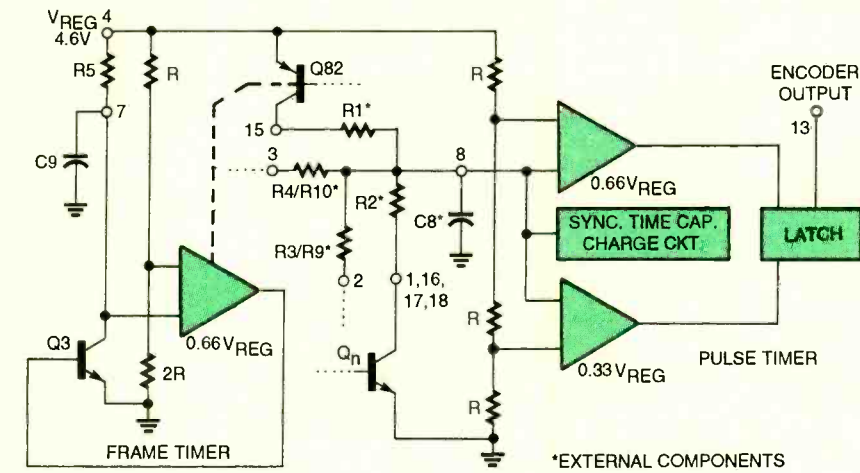 VREG 4
4.6V
R5
R
Q82
R
ENCODER
OUTPUT
7
15
R1*
13
C9
3
8
R4/R10*
R2*
C8*
0.66VREG
SYNC. TIME CAP.
CHARGE CKT.
LATCH
R3/R9*
2
1,16,
17,18
R
Q3
0.66VREG
Qn
0.33VREG
PULSE TIMER
2R
R
FRAME TIMER
*EXTERNAL COMPONENTS